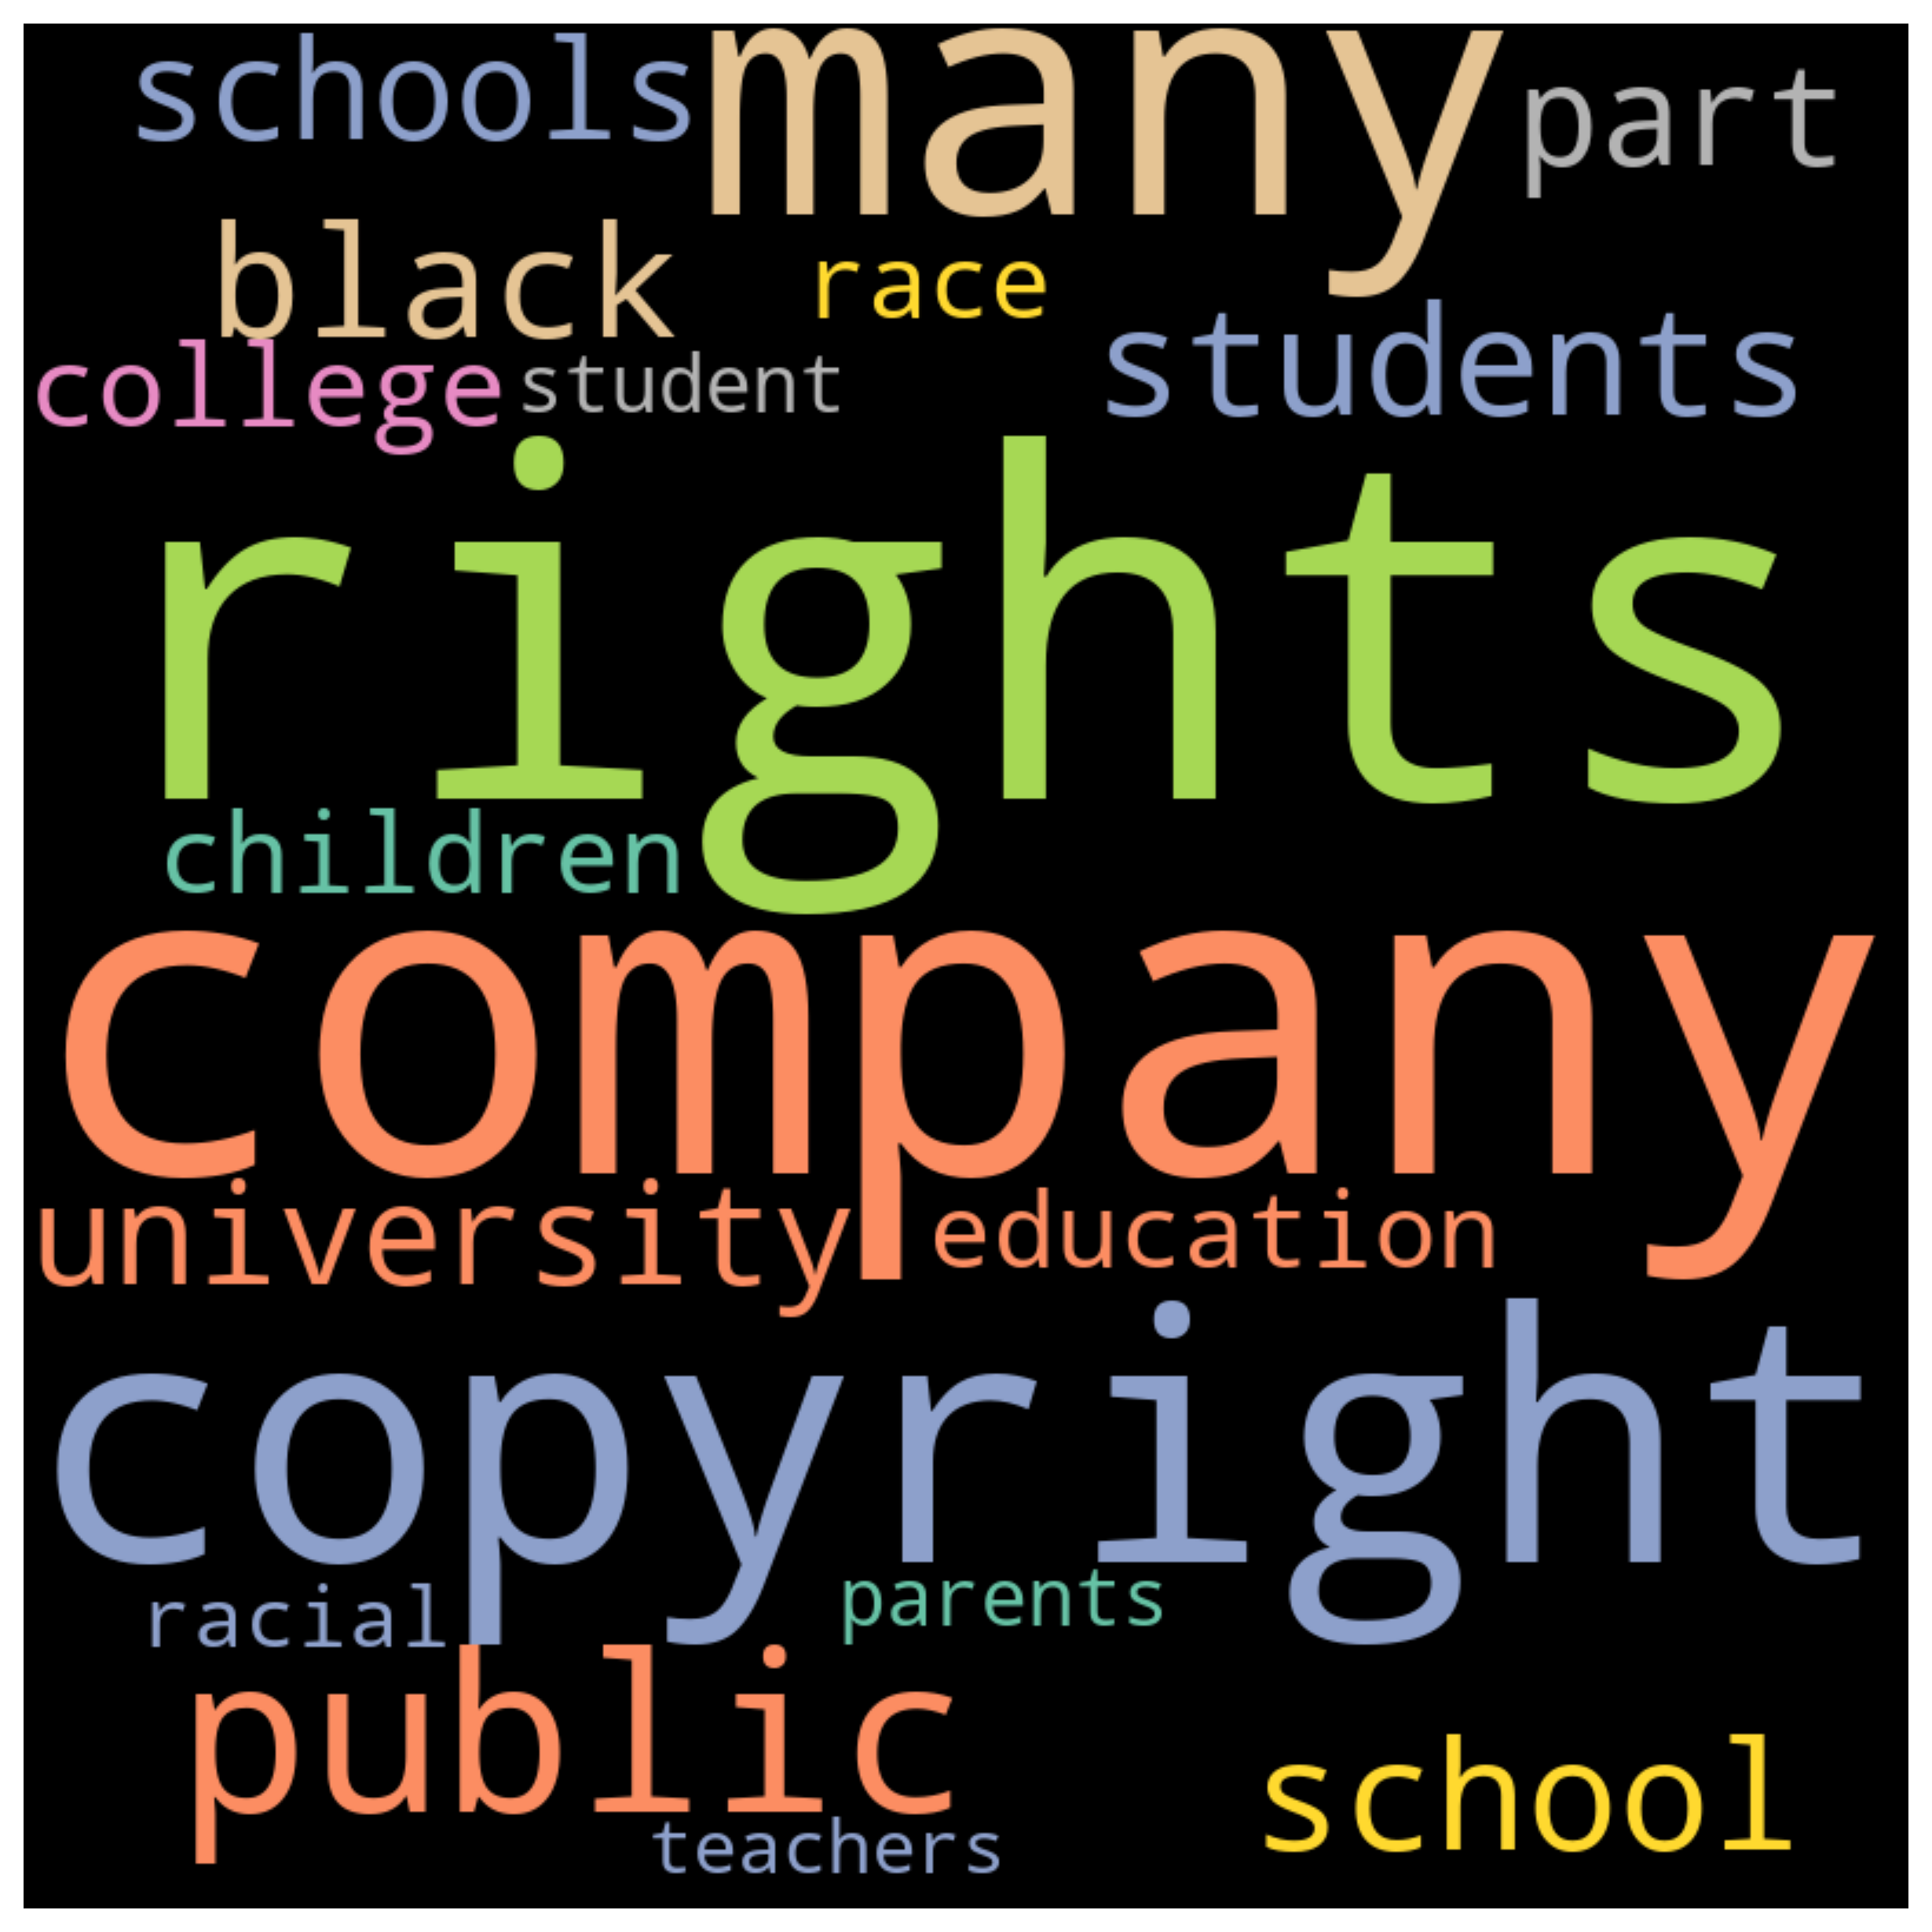 schools many part
black race
college student students
rights
children
company
university education
copyright
racial parents
public
school
teachers